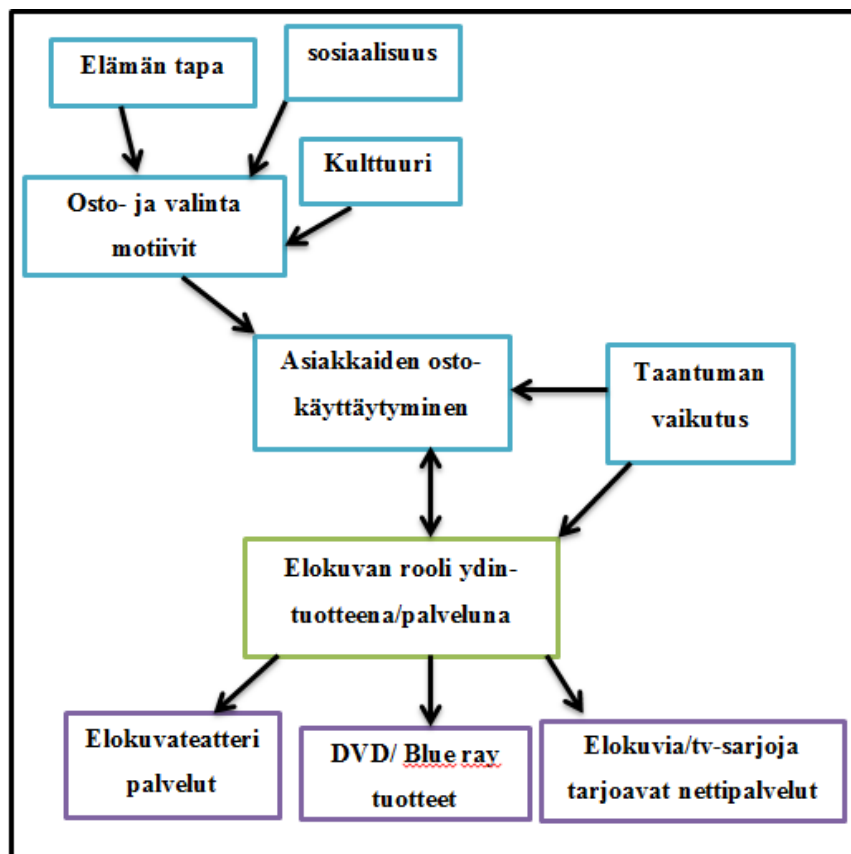 Elämän tapa
sosiaalisuus
Kulttuuri
Osto- ja valinta
motiivit
Asiakkaiden osto-
käyttäytyminen
Taantuman
vaikutus
Elokuvan rooli ydin-
tuotteena/palveluna
Elokuvateatteri
palvelut
DVD/ Blue ray
tuotteet
Elokuvia/tv-sarjoja
tarjoavat nettipalvelut